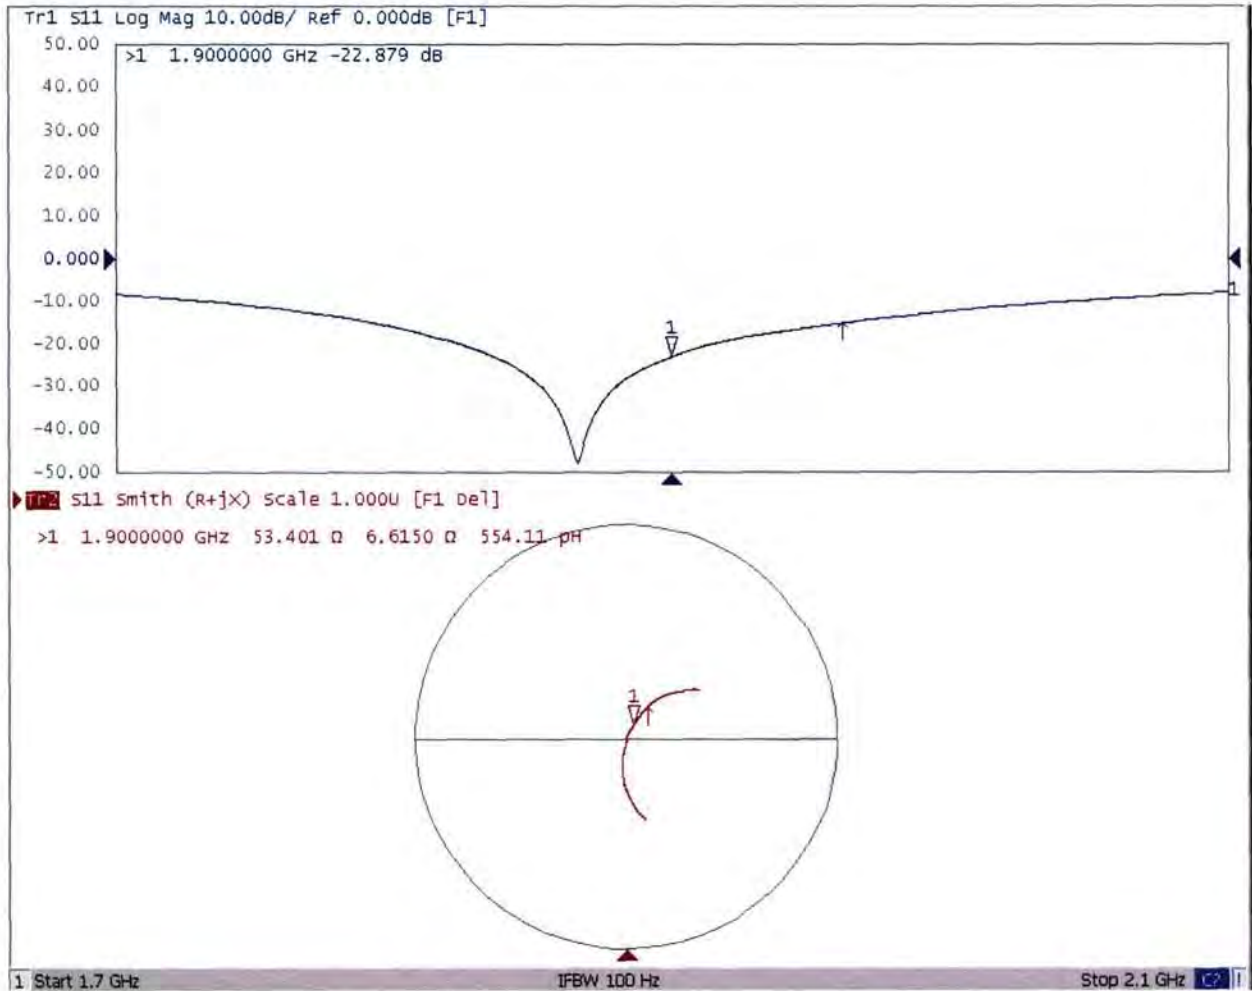 Tr1 S11 Log Mag 10.00dB/ Ref 0.000dB [F1]
50.00
>1 1.9000000 GHz -22.879 dB
40.00
30.00
20.00
10.00
0.000
-10.00
1
1
-20.00
-30.00
-40.00
-50.00
Tr2 S11 Smith (R+jX) Scale 1.000U [F1 Del]
>1 1.9000000 GHz 53.401 Ω 6.6150 Ω 554.11 pH
1
1 Start 1.7 GHz IFBW 100 Hz Stop 2.1 GHz C? !